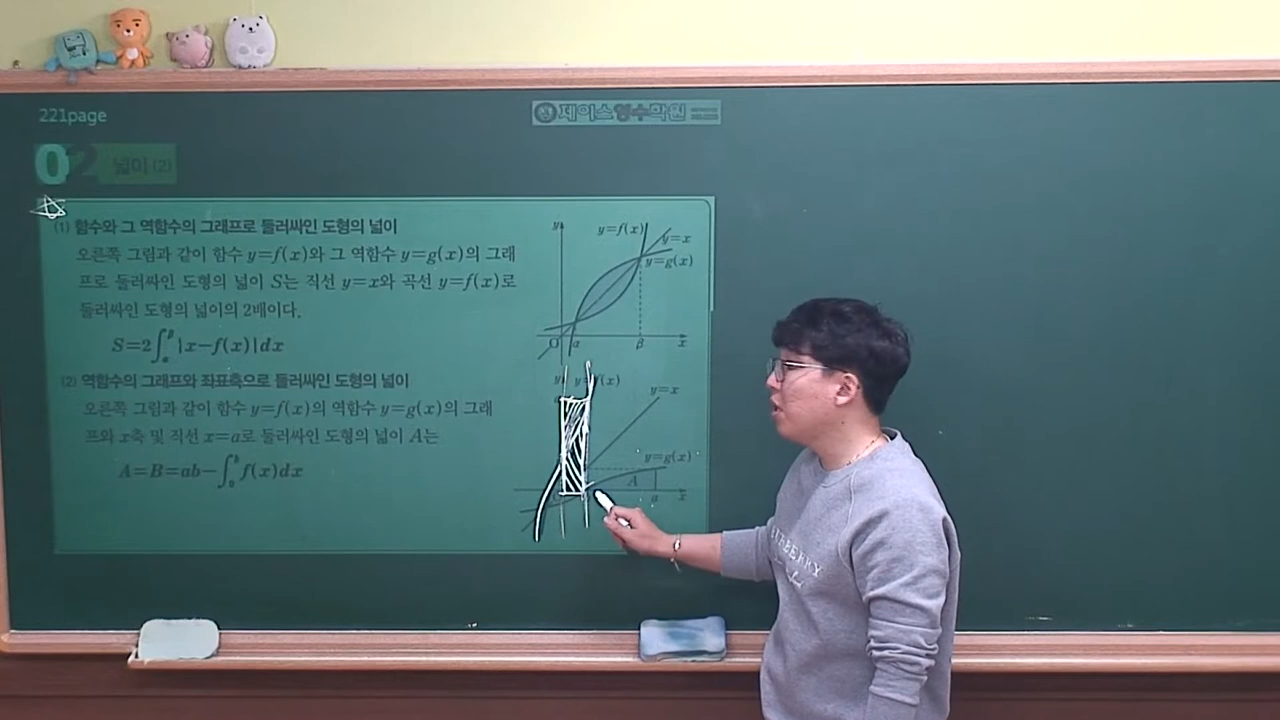 221page
제이스영수학원
02 넓이 (2)
(1) 함수와 그 역함수의 그래프로 둘러싸인 도형의 넓이
오른쪽 그림과 같이 함수 y=f(x)와 그 역함수 y=g(x)의 그래
프로 둘러싸인 도형의 넓이 S는 직선 y=x와 곡선 y=f(x)로
둘러싸인 도형의 넓이의 2배이다.
S=2∫_α^β |x-f(x)|dx
y
y=f(x)
y=x
y=g(x)
O α β x
(2) 역함수의 그래프와 좌표축으로 둘러싸인 도형의 넓이
오른쪽 그림과 같이 함수 y=f(x)의 역함수 y=g(x)의 그래
프와 x축 및 직선 x=a로 둘러싸인 도형의 넓이 A는
A=B=ab-∫_0^b f(x)dx
y=x
y=g(x)
A
a x
BURBERRY